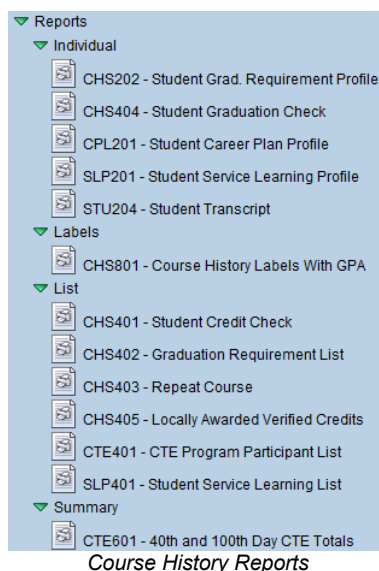 Reports
Individual
CHS202 - Student Grad. Requirement Profile
CHS404 - Student Graduation Check
CPL201 - Student Career Plan Profile
SLP201 - Student Service Learning Profile
STU204 - Student Transcript
Labels
CHS801 - Course History Labels With GPA
List
CHS401 - Student Credit Check
CHS402 - Graduation Requirement List
CHS403 - Repeat Course
CHS405 - Locally Awarded Verified Credits
CTE401 - CTE Program Participant List
SLP401 - Student Service Learning List
Summary
CTE601 - 40th and 100th Day CTE Totals
Course History Reports